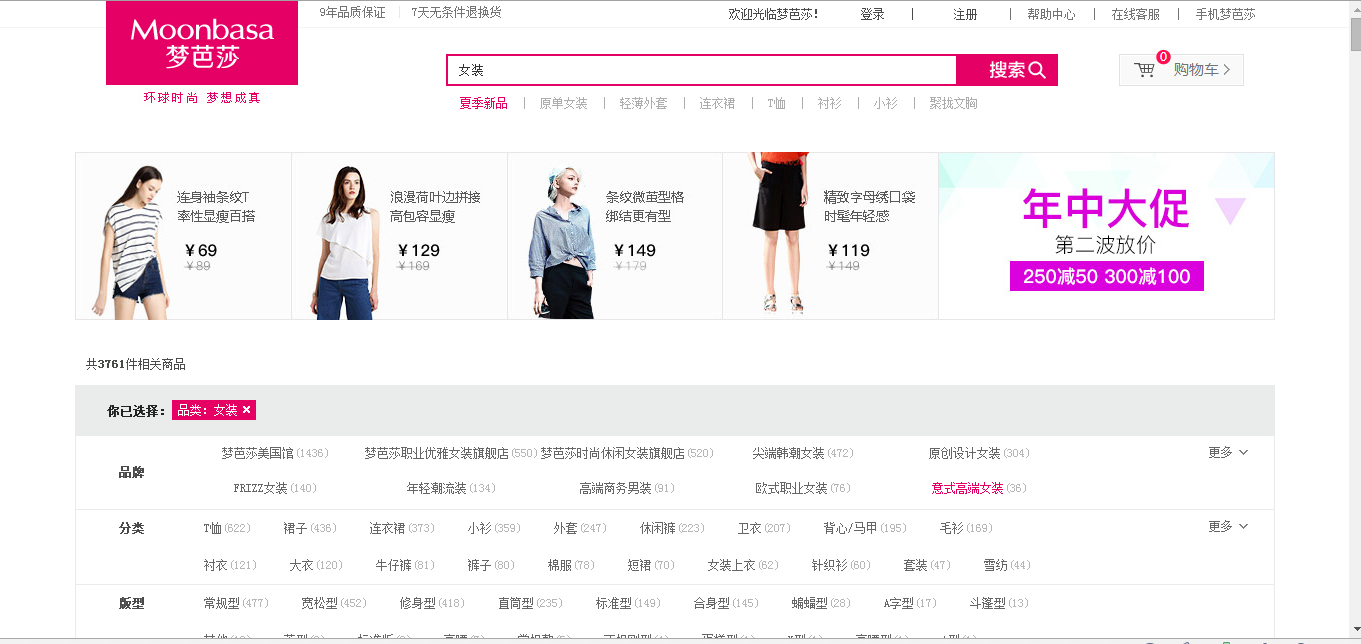 9年品质保证 7天无条件退换货 欢迎光临梦芭莎！ 登录 | 注册 | 帮助中心 | 在线客服 | 手机梦芭莎
Moonbasa
梦芭莎
环球时尚 梦想成真
女装 搜索
0 购物车
夏季新品 | 原单女装 | 轻薄外套 | 连衣裙 | T恤 | 衬衫 | 小衫 | 聚拢文胸
连身袖条纹T
率性显瘦百搭
￥69
￥89
浪漫荷叶边拼接
高包容显瘦
￥129
￥169
条纹微茧型格
绑结更有型
￥149
￥179
精致字母绣口袋
时髦年轻感
￥119
￥149
年中大促
第二波放价
250减50 300减100
共3761件相关商品
你已选择： 品类：女装 ×
品牌
梦芭莎美国馆(1436) 梦芭莎职业优雅女装旗舰店(550) 梦芭莎时尚休闲女装旗舰店(520) 尖端韩潮女装(472) 原创设计女装(304) 更多
FRIZZ女装(140) 年轻潮流装(134) 高端商务男装(91) 欧式职业女装(76) 意式高端女装(36)
分类 T恤(622) 裙子(436) 连衣裙(373) 小衫(359) 外套(247) 休闲裤(223) 卫衣(207) 背心/马甲(195) 毛衫(169) 更多
衬衣(121) 大衣(120) 牛仔裤(81) 裤子(80) 棉服(78) 短裙(70) 女装上衣(62) 针织衫(60) 套装(47) 雪纺(44)
版型 常规型(477) 宽松型(452) 修身型(418) 直筒型(235) 标准型(149) 合身型(145) 蝙蝠型(28) A字型(17) 斗篷型(13)